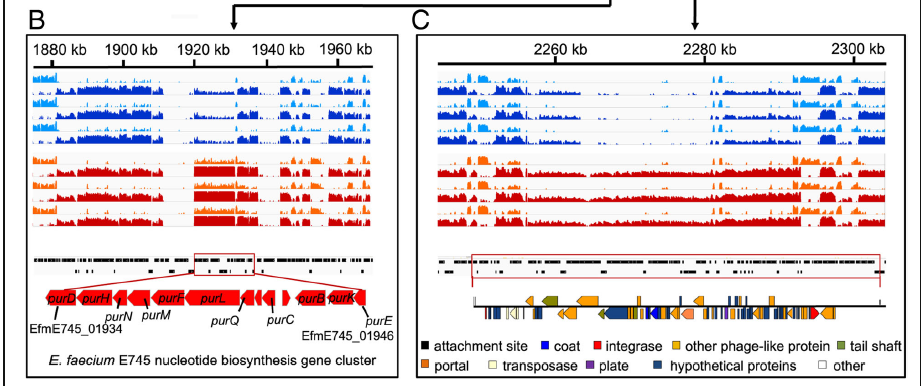 B
1880 kb 1900 kb 1920 kb 1940 kb 1960 kb
purD purH purN purM purF purL purQ purC purB purK purE
EfmE745_01934
EfmE745_01946
E. faecium E745 nucleotide biosynthesis gene cluster
C
2260 kb 2280 kb 2300 kb
attachment site coat integrase other phage-like protein tail shaft
portal transposase plate hypothetical proteins other